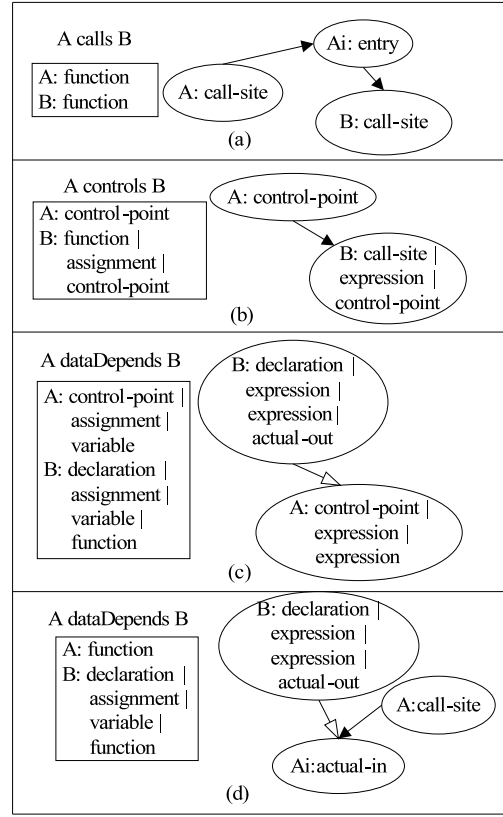 A calls B
A: function
B: function
A: call-site
Ai: entry
B: call-site
(a)
A controls B
A: control-point
B: function |
assignment |
control-point
A: control-point
B: call-site |
expression |
control-point
(b)
A dataDepends B
A: control-point |
assignment |
variable
B: declaration |
assignment |
variable |
function
B: declaration |
expression |
expression |
actual-out
A: control-point |
expression |
expression
(c)
A dataDepends B
A: function
B: declaration |
assignment |
variable |
function
B: declaration |
expression |
expression |
actual-out
A:call-site
Ai:actual-in
(d)